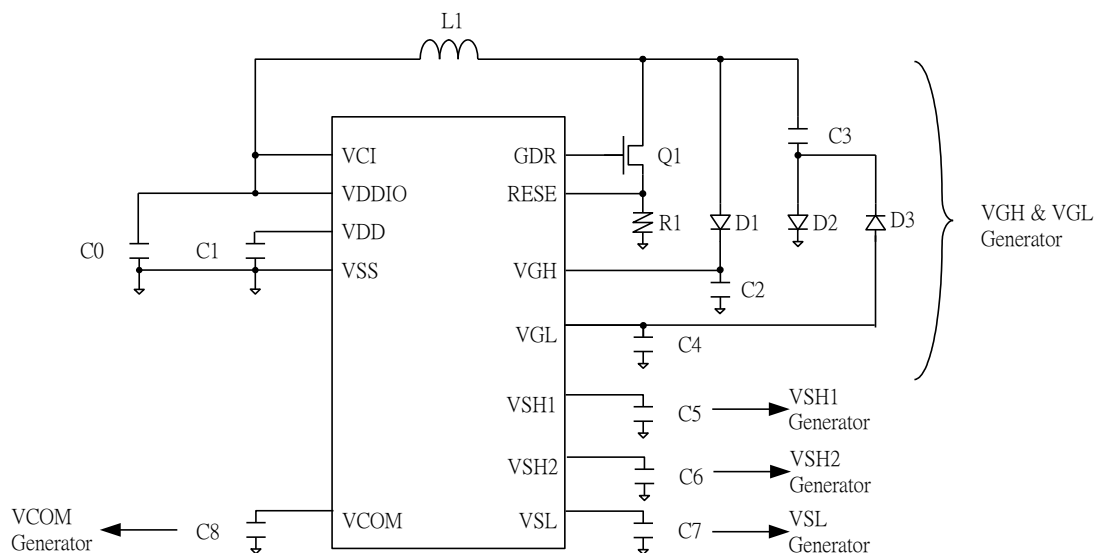 L1
VCI
GDR
Q1
C3
VDDIO
RESE
VDD
R1
D1
D2
D3
C0
C1
VSS
VGH
C2
VGH & VGL
Generator
VGL
C4
VSH1
C5
VSH1
Generator
VSH2
C6
VSH2
Generator
VCOM
Generator
C8
VCOM
VSL
C7
VSL
Generator